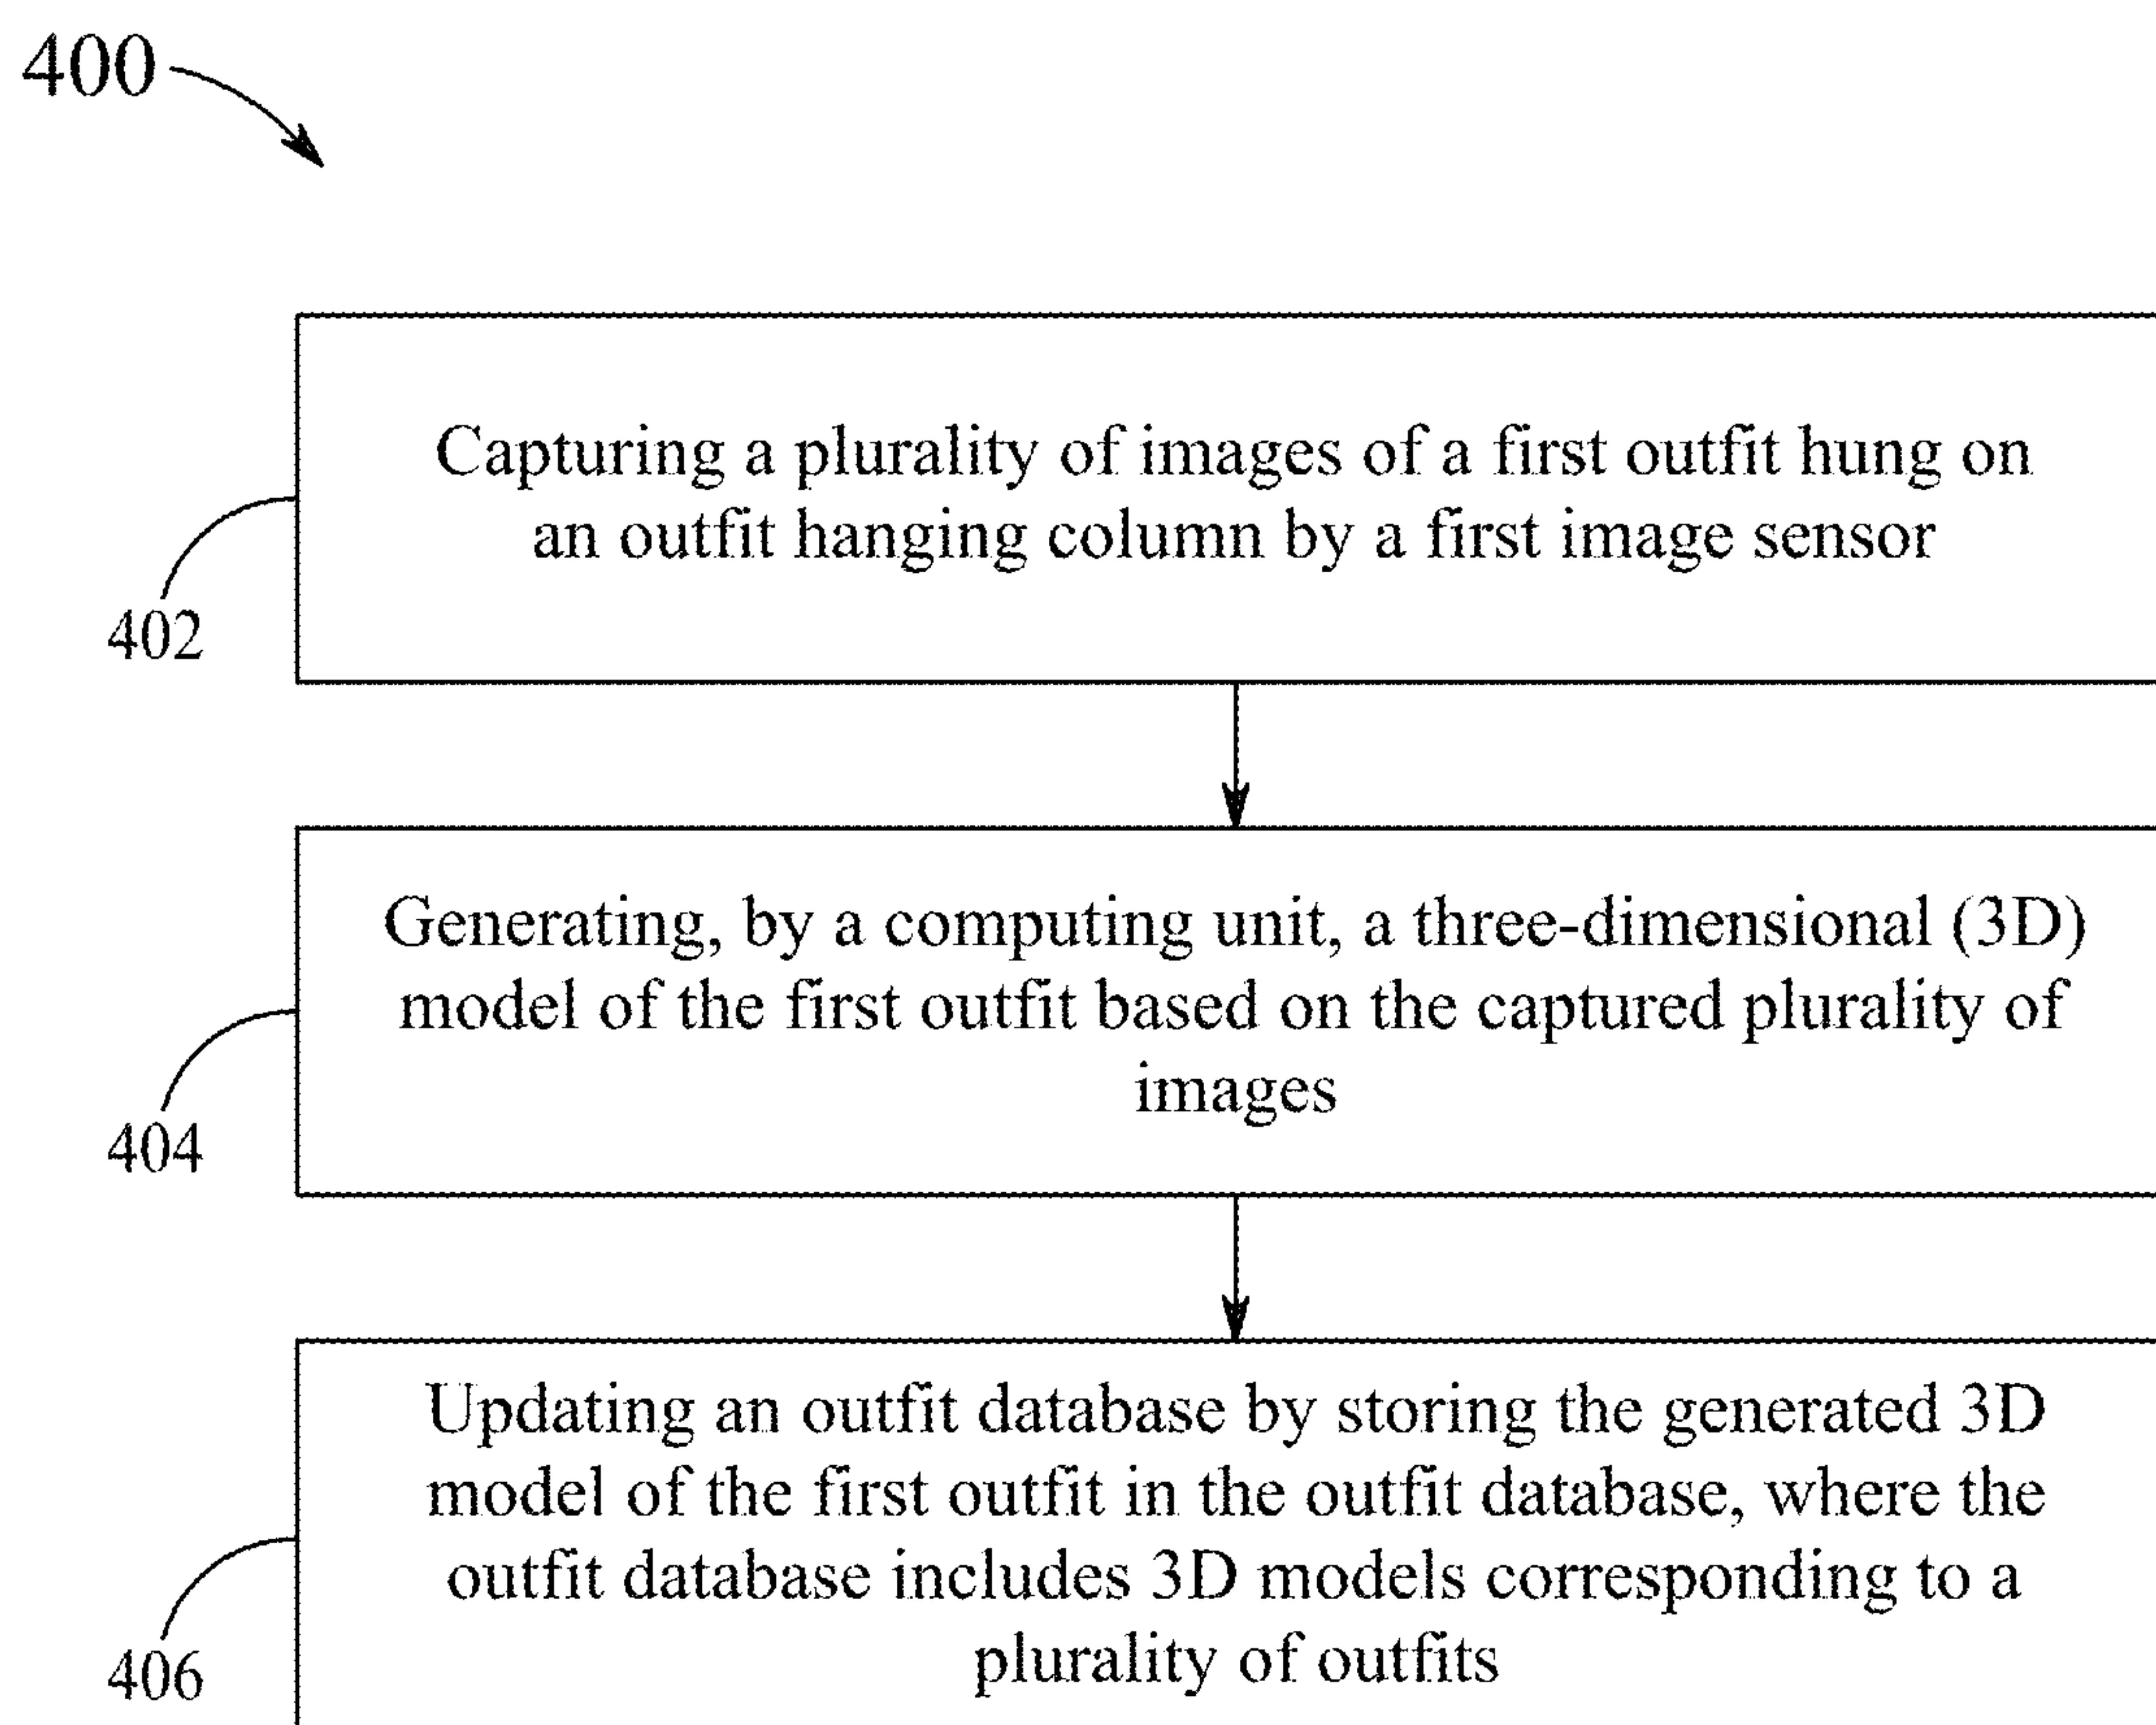 400
Capturing a plurality of images of a first outfit hung on
an outfit hanging column by a first image sensor
402
Generating, by a computing unit, a three-dimensional (3D)
model of the first outfit based on the captured plurality of
images
404
Updating an outfit database by storing the generated 3D
model of the first outfit in the outfit database, where the
outfit database includes 3D models corresponding to a
plurality of outfits
406